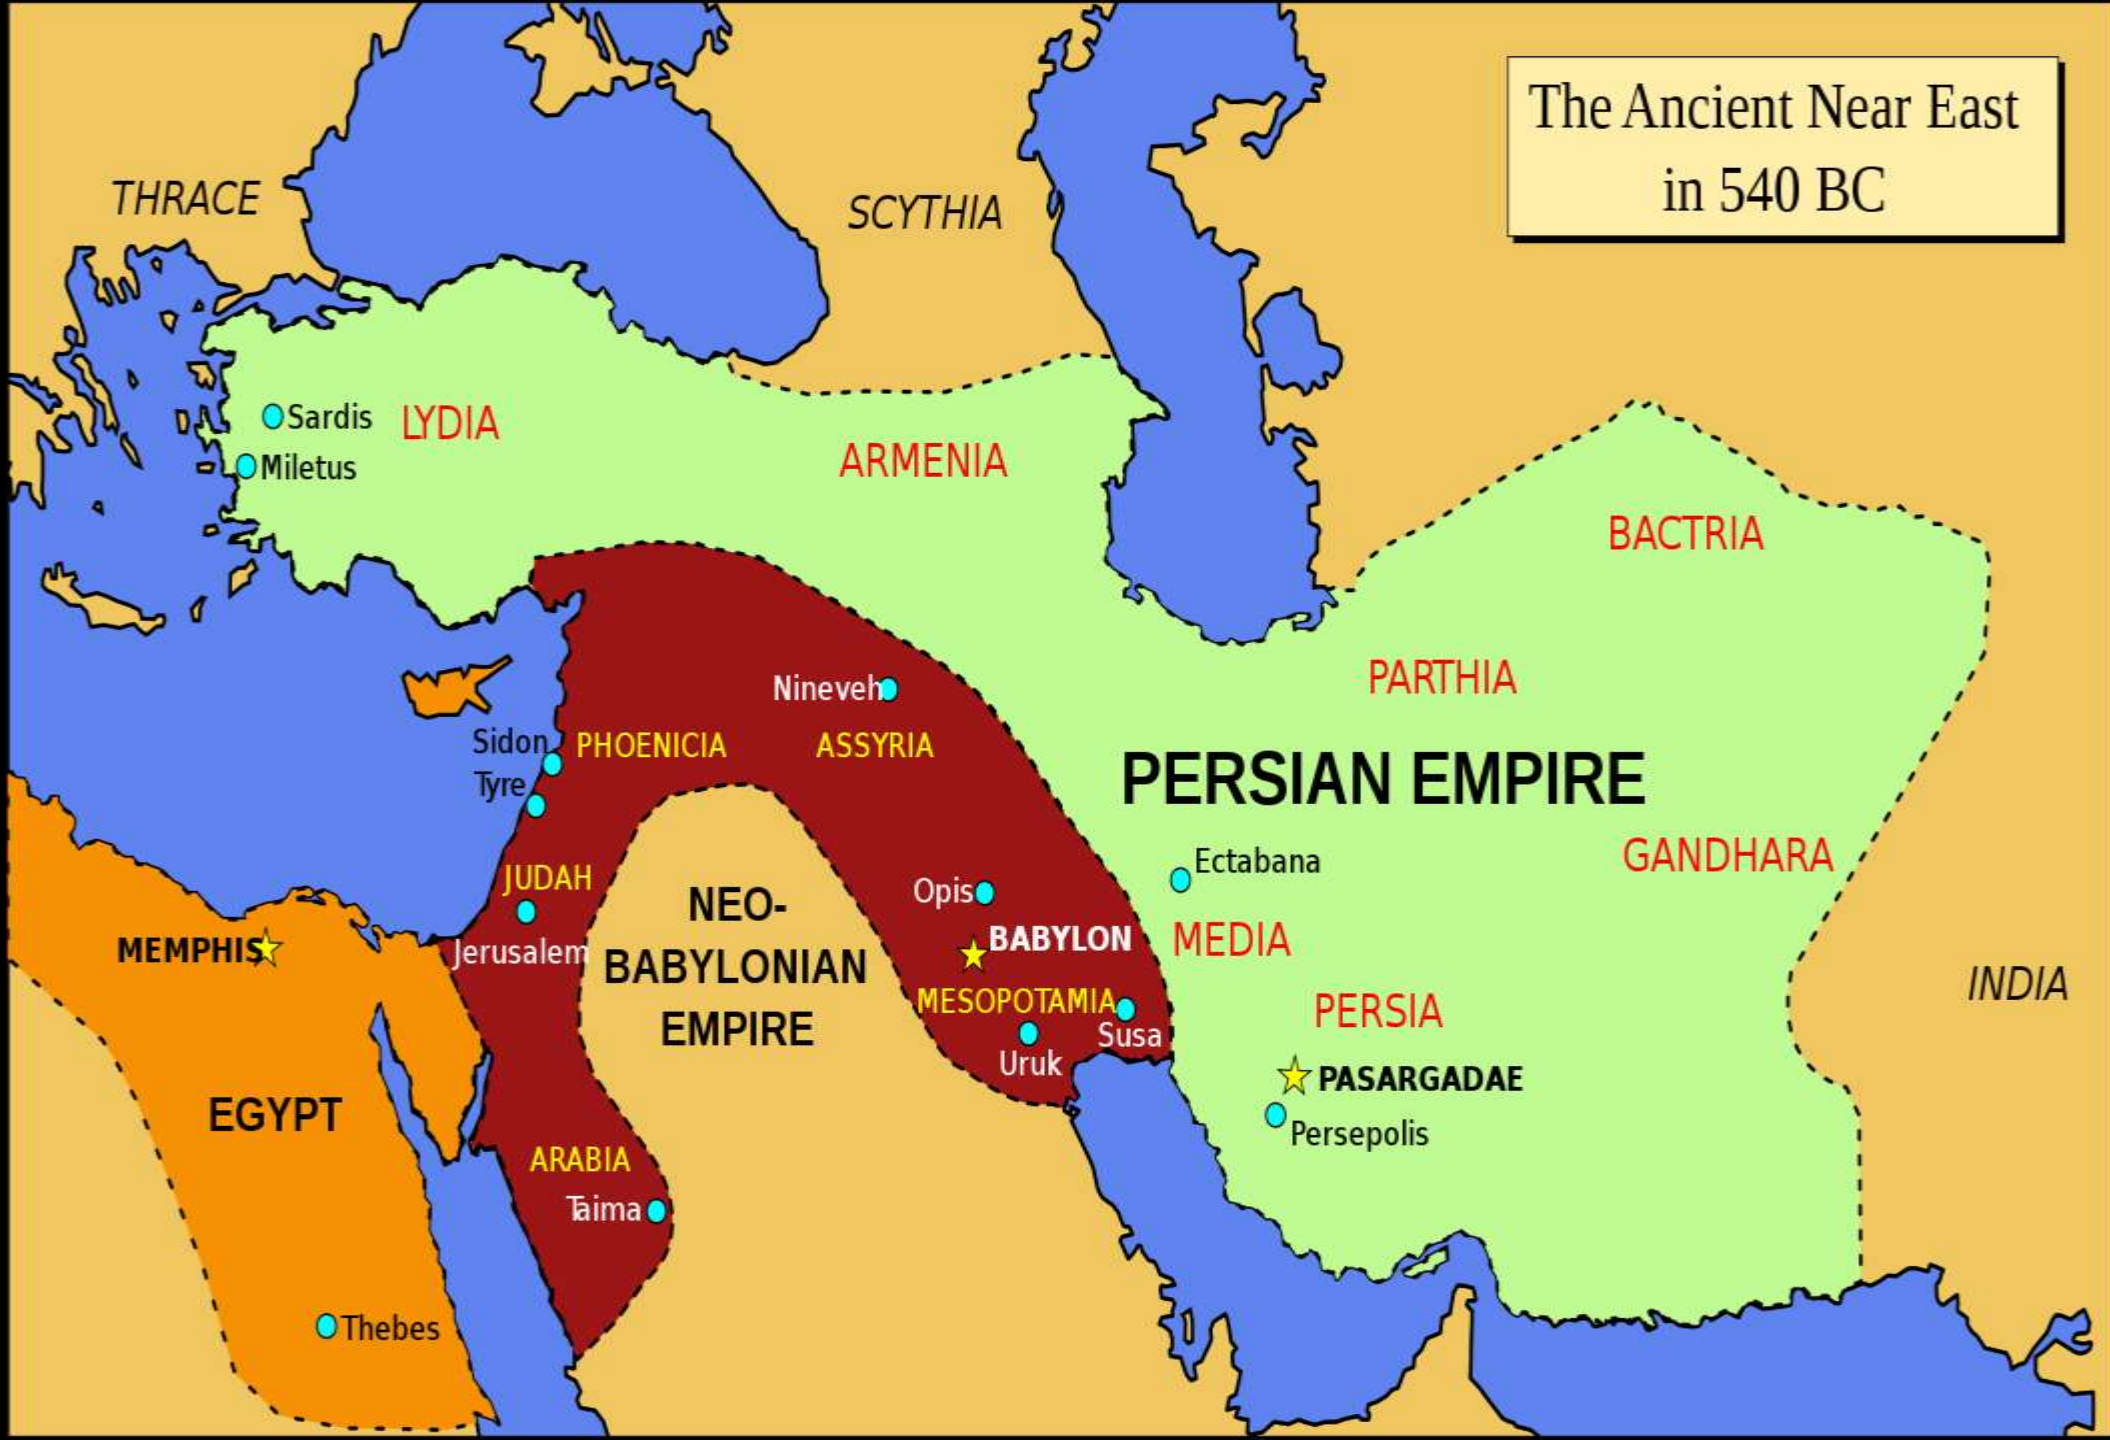 The Ancient Near East
in 540 BC
THRACE
SCYTHIA
Sardis
LYDIA
Miletus
ARMENIA
BACTRIA
PARTHIA
Nineveh
Sidon
PHOENICIA
ASSYRIA
Tyre
PERSIAN EMPIRE
Ectabana
GANDHARA
JUDAH
Opis
NEO-
BABYLONIAN
EMPIRE
MEMPHIS
Jerusalem
BABYLON
MEDIA
MESOPOTAMIA
INDIA
PERSIA
Susa
Uruk
PASARGADAE
EGYPT
Persepolis
ARABIA
Taima
Thebes